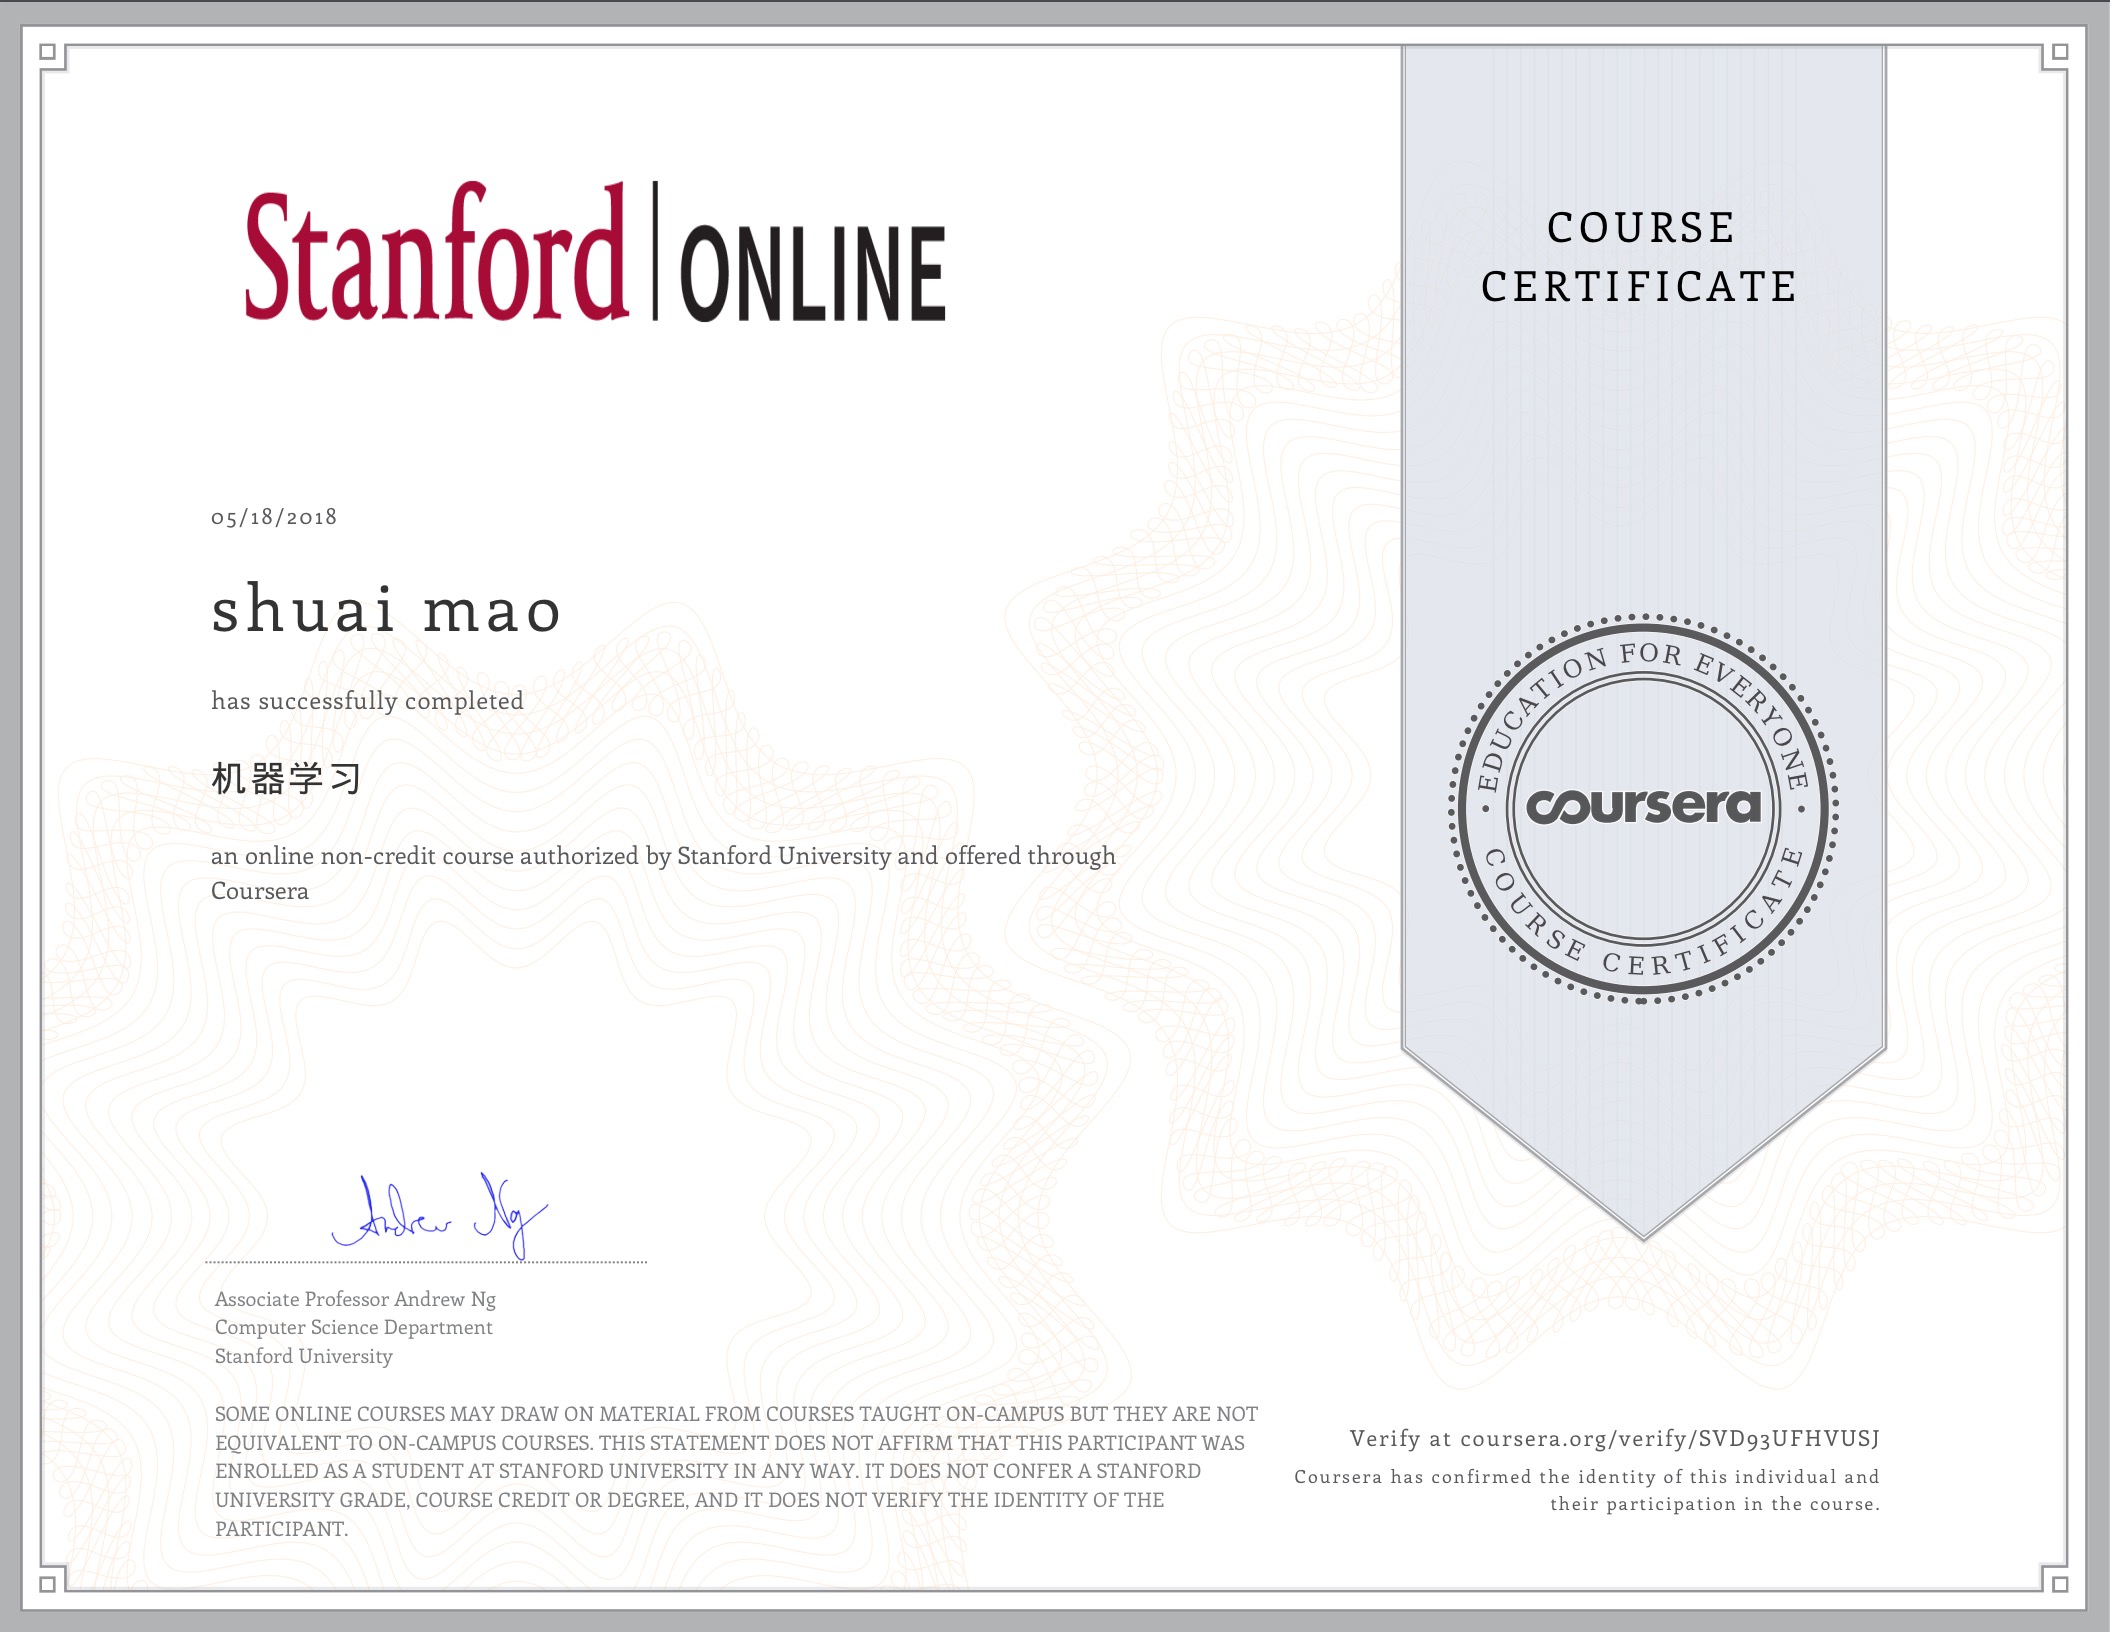 Stanford | ONLINE
COURSE
CERTIFICATE
05/18/2018
shuai mao
has successfully completed
机器学习
an online non-credit course authorized by Stanford University and offered through
Coursera
EDUCATION FOR EVERYONE
coursera
COURSE CERTIFICATE
Andrew Ng
Associate Professor Andrew Ng
Computer Science Department
Stanford University
SOME ONLINE COURSES MAY DRAW ON MATERIAL FROM COURSES TAUGHT ON-CAMPUS BUT THEY ARE NOT
EQUIVALENT TO ON-CAMPUS COURSES. THIS STATEMENT DOES NOT AFFIRM THAT THIS PARTICIPANT WAS
ENROLLED AS A STUDENT AT STANFORD UNIVERSITY IN ANY WAY. IT DOES NOT CONFER A STANFORD
UNIVERSITY GRADE, COURSE CREDIT OR DEGREE, AND IT DOES NOT VERIFY THE IDENTITY OF THE
PARTICIPANT.
Verify at coursera.org/verify/SVD93UFHVUSJ
Coursera has confirmed the identity of this individual and
their participation in the course.